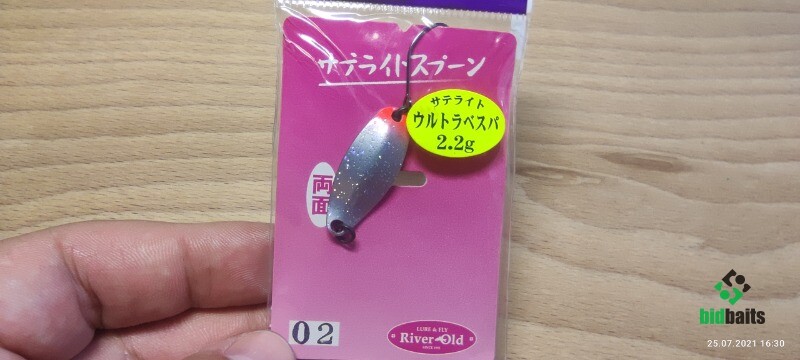 サテライトスプーン
サテライト
ウルトラベスパ
2.2g
両
面
02
LURE & FLY
River Old
bidbaits
25.07.2021 16:30